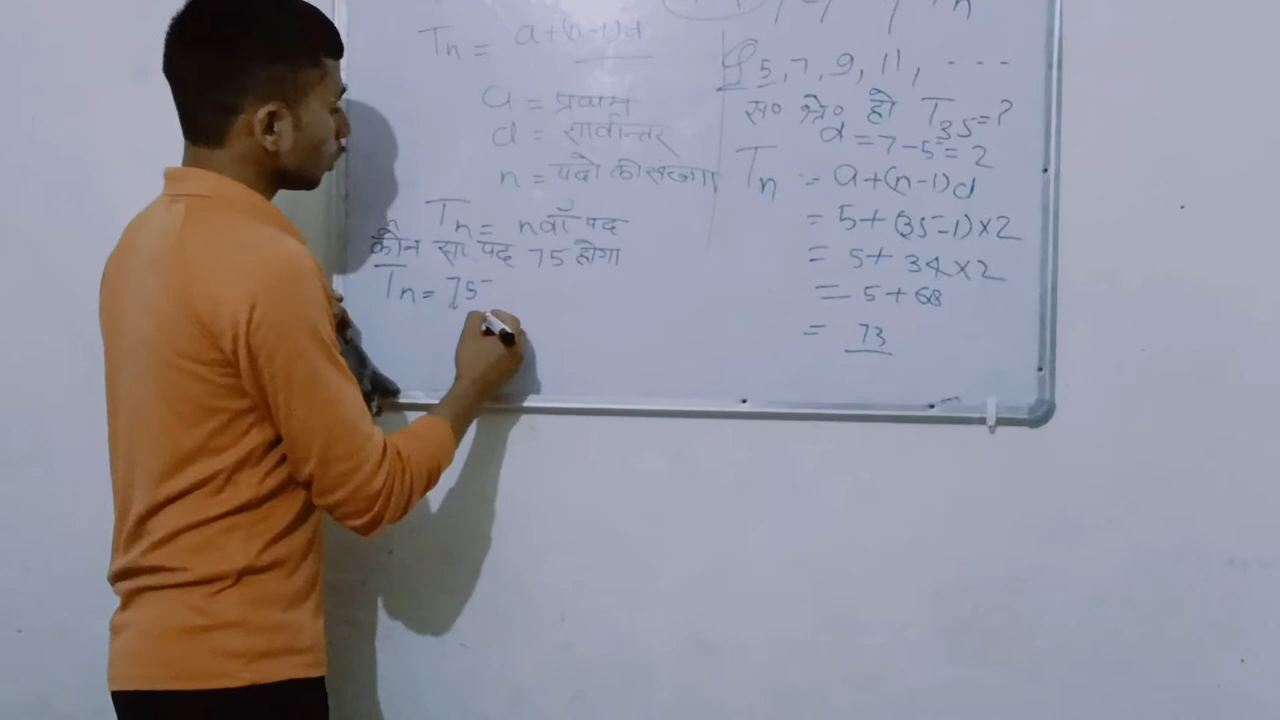 Tn = a+(n-1)d
a = प्रथम
d = सार्वान्तर
n = पदों की संख्या
Tn = nवाँ पद
कौन सा पद 75 होगा
Tn = 75
5, 7, 9, 11, ---
स० श्रे० हो T35=?
d = 7-5 = 2
Tn = a+(n-1)d
= 5+(35-1)×2
= 5+34×2
= 5+68
= 73